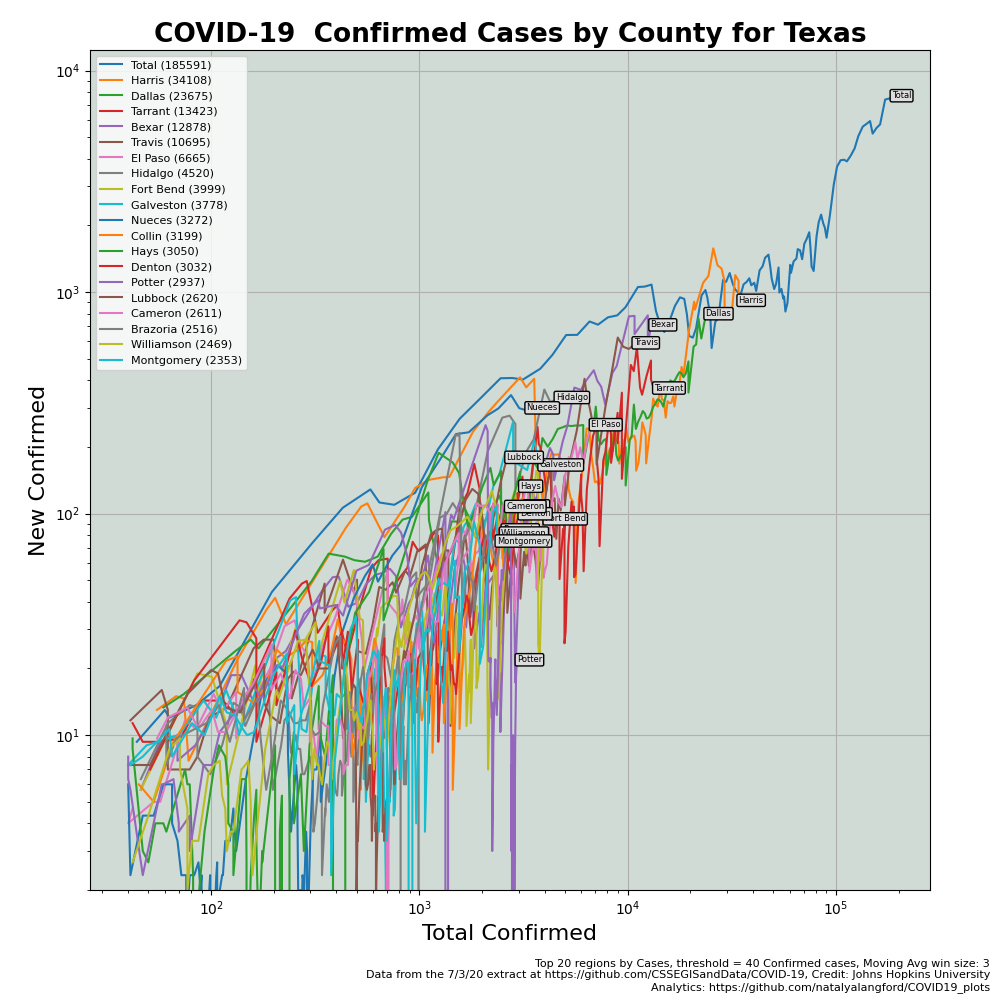 COVID-19  Confirmed Cases by County for Texas
Total (185591)
Harris (34108)
Dallas (23675)
Tarrant (13423)
Bexar (12878)
Travis (10695)
El Paso (6665)
Hidalgo (4520)
Fort Bend (3999)
Galveston (3778)
Nueces (3272)
Collin (3199)
Hays (3050)
Denton (3032)
Potter (2937)
Lubbock (2620)
Cameron (2611)
Brazoria (2516)
Williamson (2469)
Montgomery (2353)
10⁴
10³
10²
10¹
New Confirmed
Total
Harris
Dallas
Bexar
Travis
Tarrant
Hidalgo
Nueces
El Paso
Lubbock
Galveston
Hays
Cameron
Denton
Fort Bend
Williamson
Montgomery
Potter
10²
10³
10⁴
10⁵
Total Confirmed
Top 20 regions by Cases, threshold = 40 Confirmed cases, Moving Avg win size: 3
Data from the 7/3/20 extract at https://github.com/CSSEGISandData/COVID-19, Credit: Johns Hopkins University
Analytics: https://github.com/natalyalangford/COVID19_plots